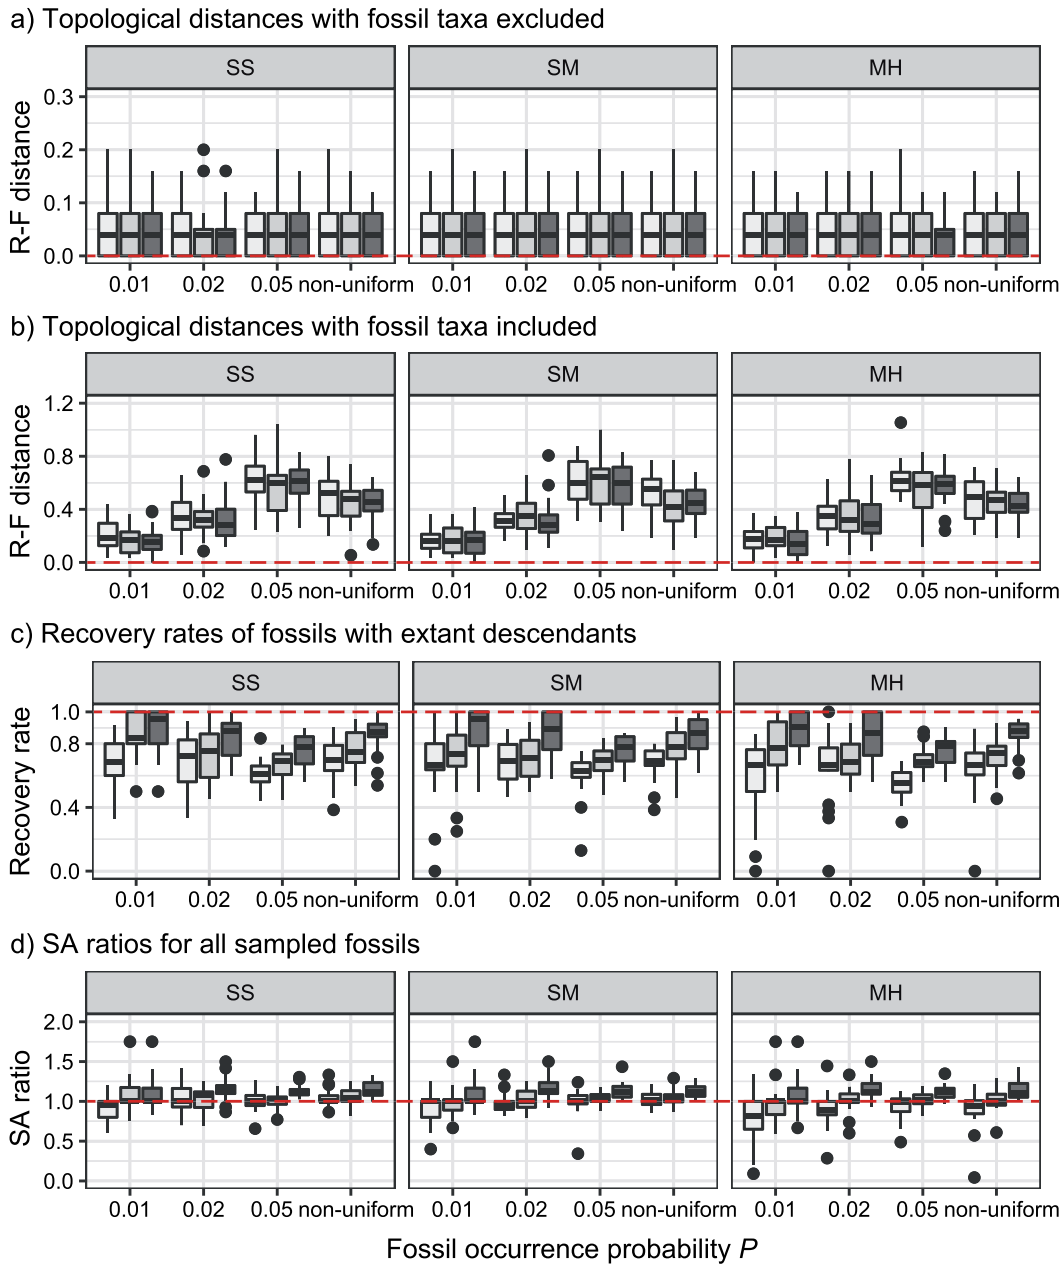 a) Topological distances with fossil taxa excluded
SS SM MH
R-F distance
0.3
0.2
0.1
0.0
0.01 0.02 0.05 non-uniform 0.01 0.02 0.05 non-uniform 0.01 0.02 0.05 non-uniform
b) Topological distances with fossil taxa included
SS SM MH
R-F distance
1.2
0.8
0.4
0.0
0.01 0.02 0.05 non-uniform 0.01 0.02 0.05 non-uniform 0.01 0.02 0.05 non-uniform
c) Recovery rates of fossils with extant descendants
SS SM MH
Recovery rate
1.0
0.8
0.4
0.0
0.01 0.02 0.05 non-uniform 0.01 0.02 0.05 non-uniform 0.01 0.02 0.05 non-uniform
d) SA ratios for all sampled fossils
SS SM MH
SA ratio
2.0
1.5
1.0
0.5
0.0
0.01 0.02 0.05 non-uniform 0.01 0.02 0.05 non-uniform 0.01 0.02 0.05 non-uniform
Fossil occurrence probability P